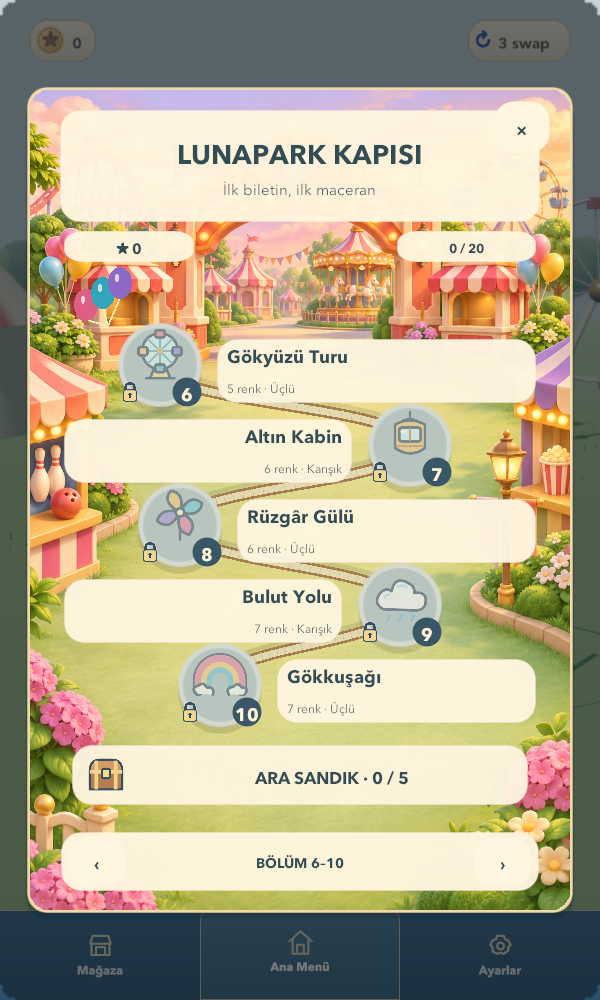 0
3 swap
×
LUNAPARK KAPISI
İlk biletin, ilk maceran
★ 0
0 / 20
Gökyüzü Turu
5 renk · Üçlü
6
Altın Kabin
6 renk · Karışık
7
Rüzgâr Gülü
6 renk · Üçlü
8
Bulut Yolu
7 renk · Karışık
9
Gökkuşağı
7 renk · Üçlü
10
ARA SANDIK · 0 / 5
‹ BÖLÜM 6–10 ›
Mağaza
Ana Menü
Ayarlar